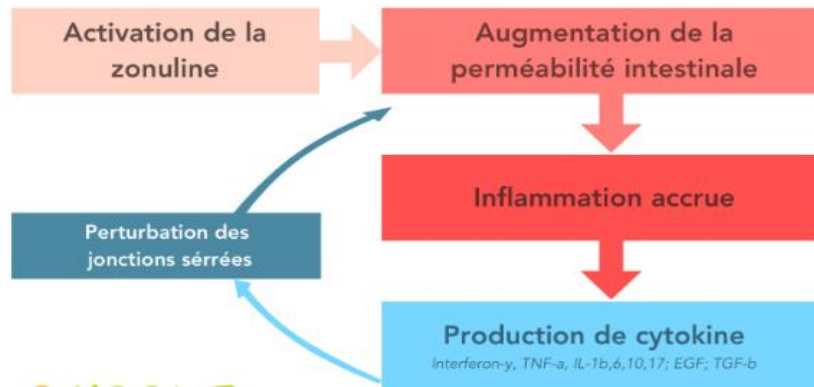 Activation de la
zonuline
Augmentation de la
perméabilité intestinale
Inflammation accrue
Perturbation des
jonctions sérrées
Production de cytokine
Interferon-y, TNF-a, IL-1b,6,10,17; EGF; TGF-b